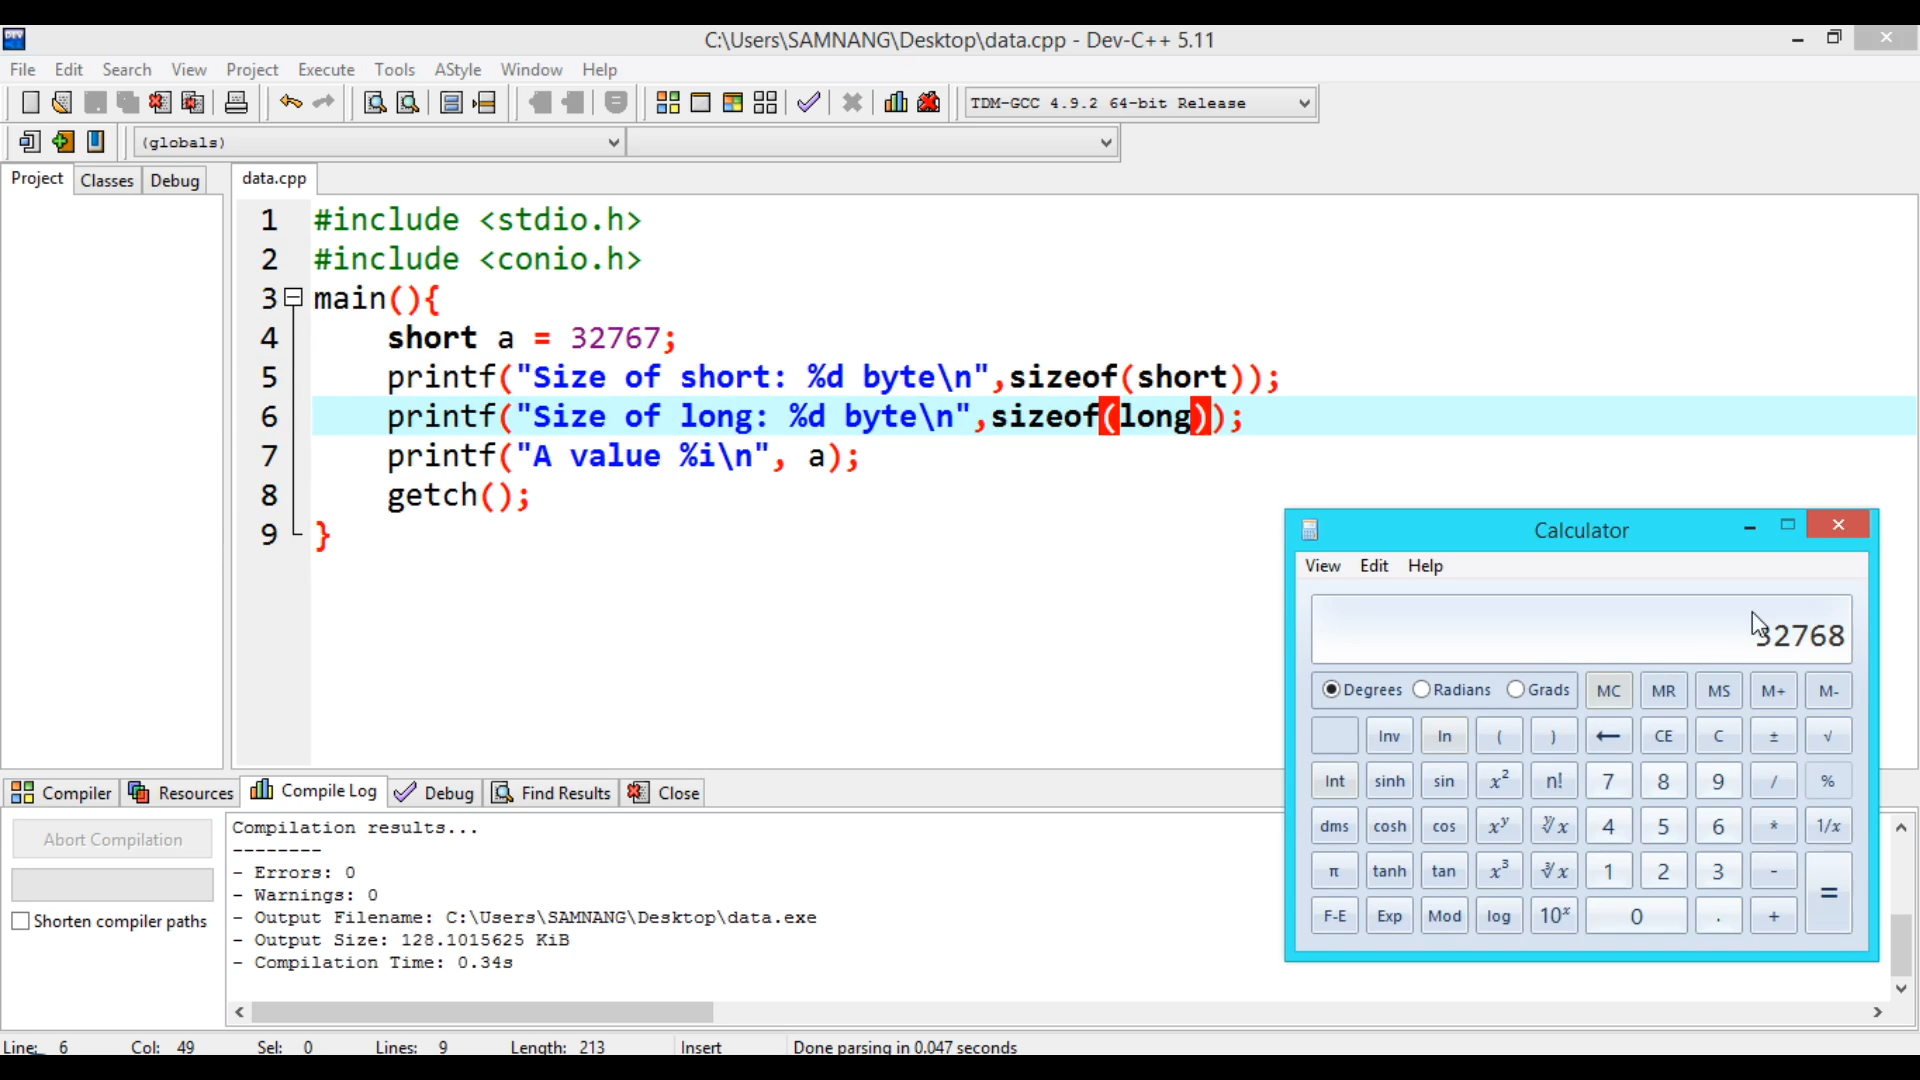 C:\Users\SAMNANG\Desktop\data.cpp - Dev-C++ 5.11
File Edit Search View Project Execute Tools AStyle Window Help
TDM-GCC 4.9.2 64-bit Release
(globals)
Project Classes Debug data.cpp
1 #include <stdio.h>
2 #include <conio.h>
3 main(){
4 short a = 32767;
5 printf("Size of short: %d byte\n",sizeof(short));
6 printf("Size of long: %d byte\n",sizeof(long));
7 printf("A value %i\n", a);
8 getch();
9 }
Calculator
View Edit Help
32768
Degrees Radians Grads MC MR MS M+ M-
Inv ln ( ) ← CE C ± √
Int sinh sin x² n! 7 8 9 / %
dms cosh cos xʸ ʸ√x 4 5 6 * 1/x
π tanh tan x³ ³√x 1 2 3 - =
F-E Exp Mod log 10ˣ 0 . +
Compiler Resources Compile Log Debug Find Results Close
Abort Compilation
Shorten compiler paths
Compilation results...
--------
- Errors: 0
- Warnings: 0
- Output Filename: C:\Users\SAMNANG\Desktop\data.exe
- Output Size: 128.1015625 KiB
- Compilation Time: 0.34s
Line: 6 Col: 49 Sel: 0 Lines: 9 Length: 213 Insert Done parsing in 0.047 seconds